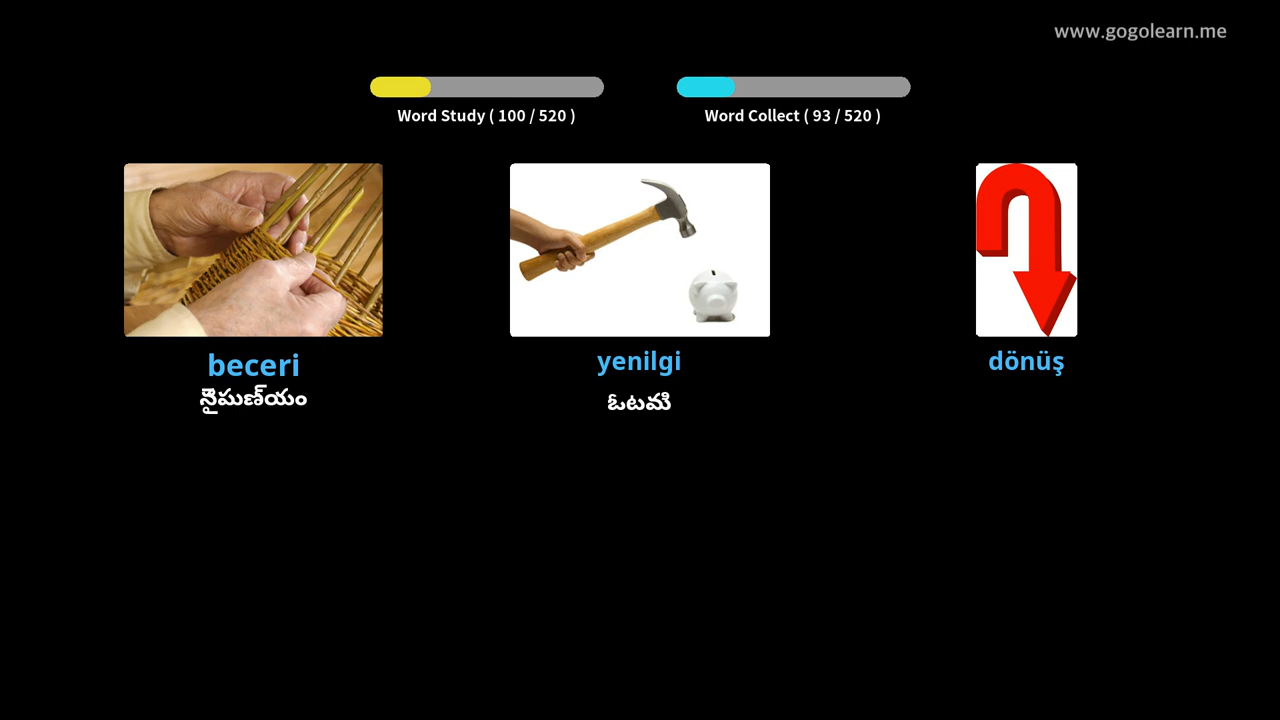 www.gogolearn.me
Word Study ( 100 / 520 )
Word Collect ( 93 / 520 )
beceri
నైపుణ్యం
yenilgi
ఓటమి
dönüş